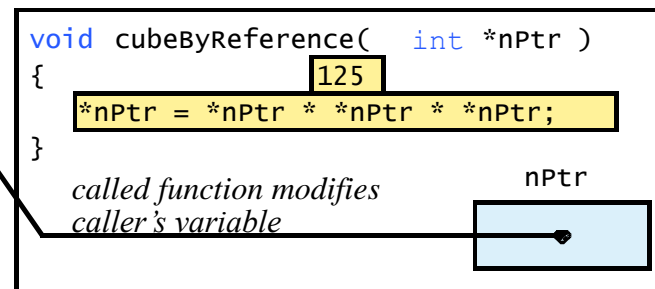 void cubeByReference( int *nPtr )
{
125
*nPtr = *nPtr * *nPtr * *nPtr;
}
called function modifies
caller’s variable
nPtr